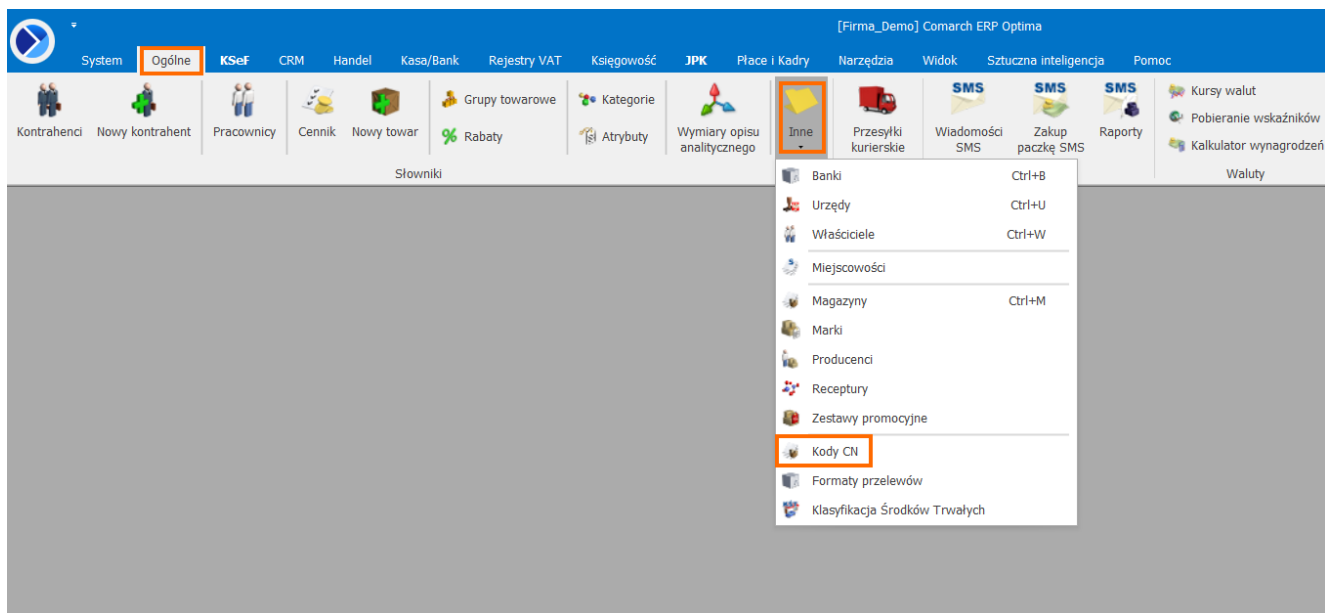 [Firma_Demo] Comarch ERP Optima
System Ogólne KSeF CRM Handel Kasa/Bank Rejestry VAT Księgowość JPK Płace i Kadry Narzędzia Widok Sztuczna inteligencja Pomoc
Kontrahenci
Nowy kontrahent
Pracownicy
Cennik
Nowy towar
Grupy towarowe
Rabaty
Kategorie
Atrybuty
Wymiary opisu
analitycznego
Inne
Przesyłki
kurierskie
SMS
Wiadomości
SMS
SMS
Zakup
paczkę SMS
SMS
Raporty
Kursy walut
Pobieranie wskaźników
Kalkulator wynagrodzeń
Słowniki
Waluty
Banki Ctrl+B
Urzędy Ctrl+U
Właściciele Ctrl+W
Miejscowości
Magazyny Ctrl+M
Marki
Producenci
Receptury
Zestawy promocyjne
Kody CN
Formaty przelewów
Klasyfikacja Środków Trwałych